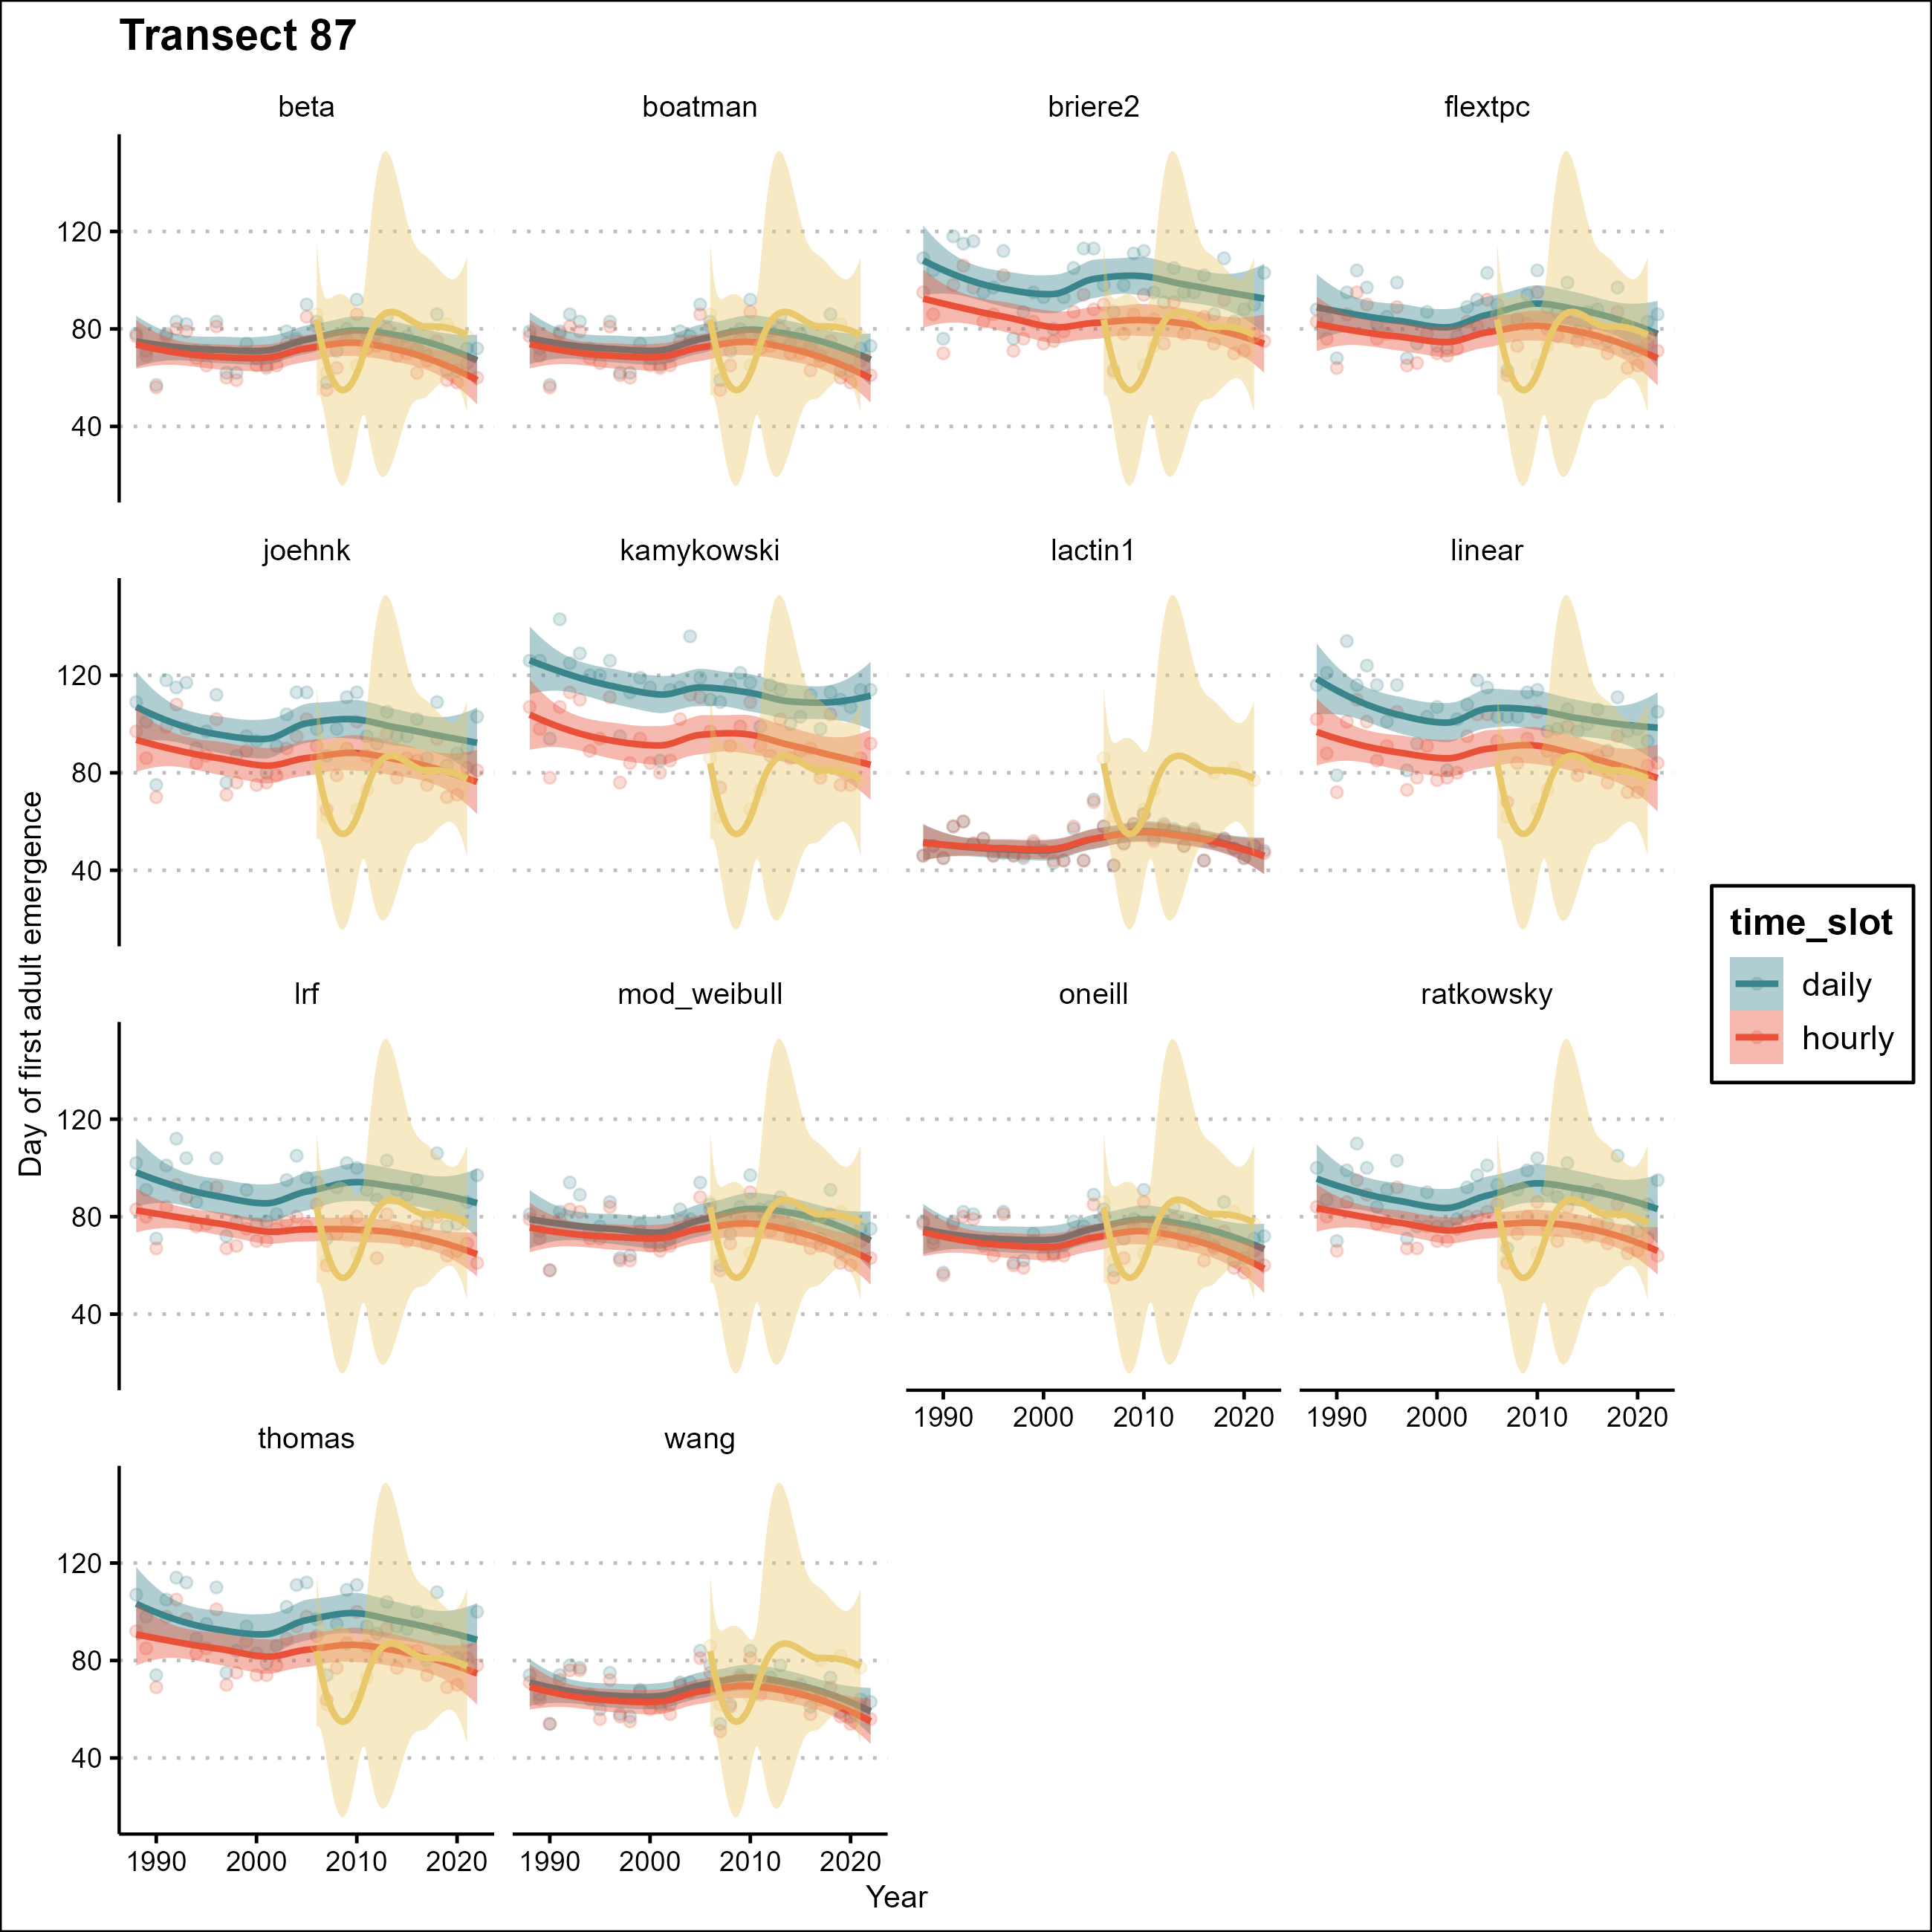 Transect 87
beta boatman briere2 flextpc
120
80
40
joehnk kamykowski lactin1 linear
120
80
40
lrf mod_weibull oneill ratkowsky
120
80
40
1990 2000 2010 2020 1990 2000 2010 2020
thomas wang
120
80
40
1990 2000 2010 2020 1990 2000 2010 2020
Year
Day of first adult emergence
time_slot
daily
hourly